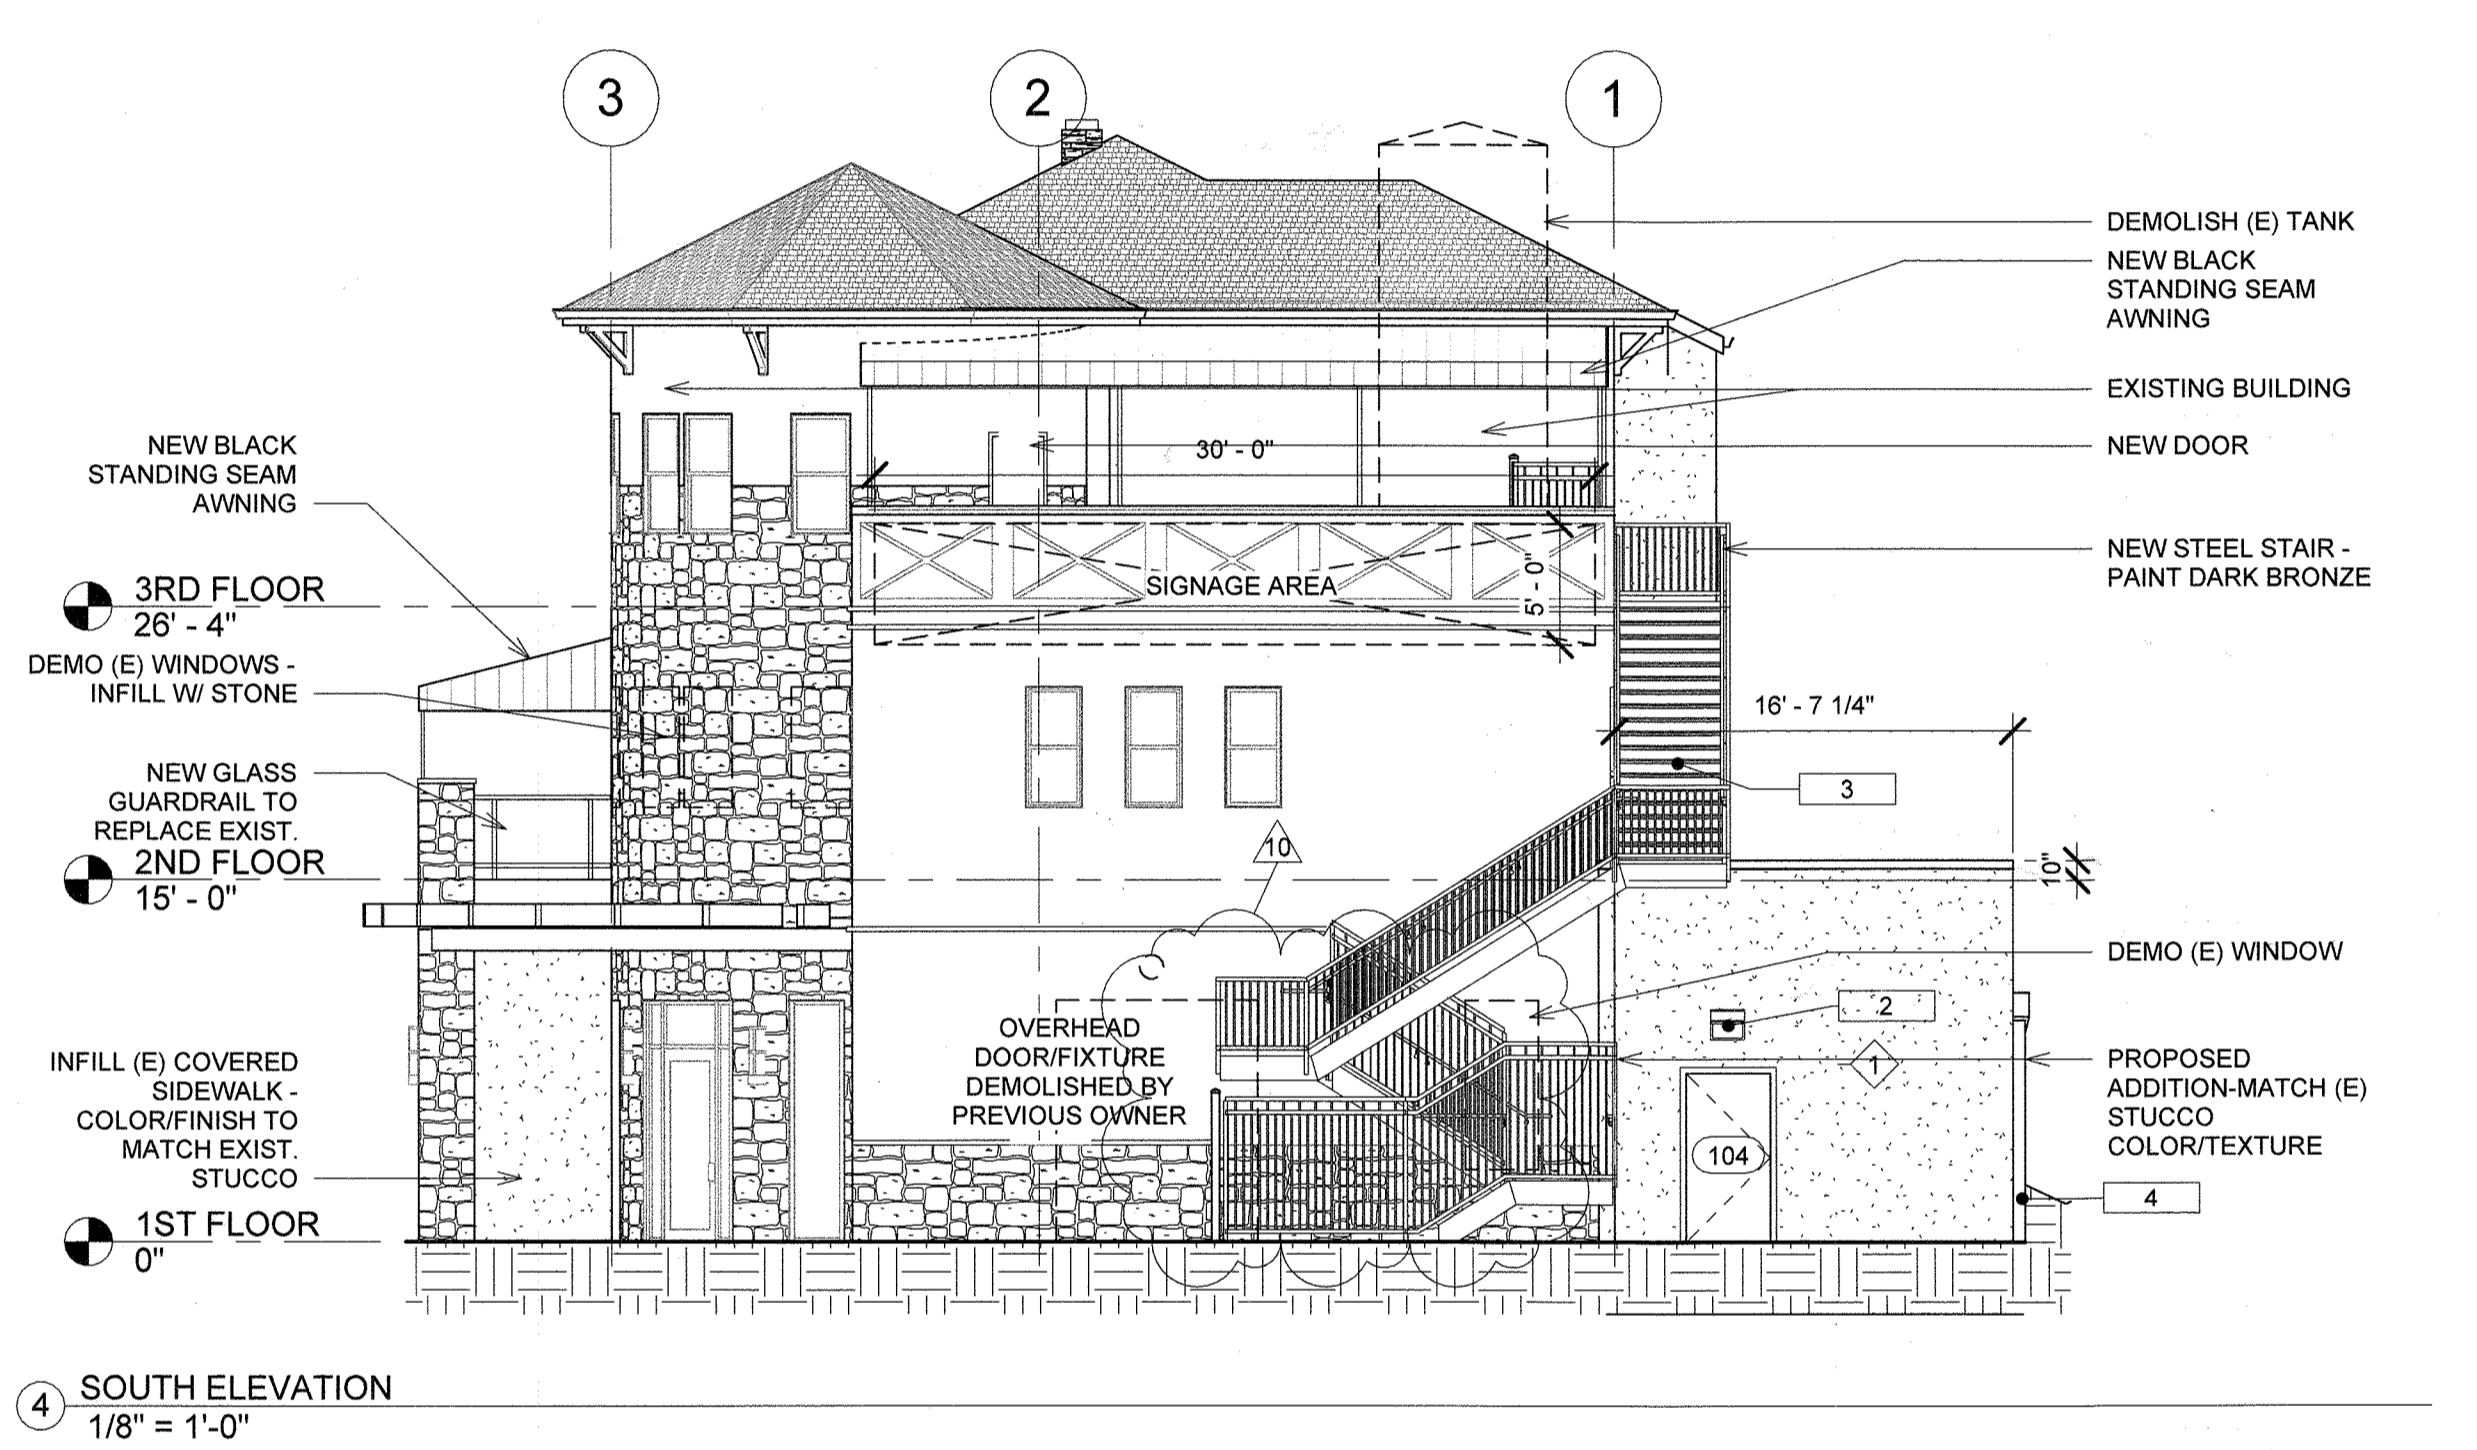 3
2
1
DEMOLISH (E) TANK
NEW BLACK
STANDING SEAM
AWNING
EXISTING BUILDING
NEW DOOR
30' - 0"
NEW BLACK
STANDING SEAM
AWNING
NEW STEEL STAIR -
PAINT DARK BRONZE
SIGNAGE AREA
5' - 0"
3RD FLOOR
26' - 4"
DEMO (E) WINDOWS -
INFILL W/ STONE
16' - 7 1/4"
3
NEW GLASS
GUARDRAIL TO
REPLACE EXIST.
2ND FLOOR
15' - 0"
10
10"
DEMO (E) WINDOW
2
OVERHEAD
DOOR/FIXTURE
DEMOLISHED BY
PREVIOUS OWNER
1
INFILL (E) COVERED
SIDEWALK -
COLOR/FINISH TO
MATCH EXIST.
STUCCO
PROPOSED
ADDITION-MATCH (E)
STUCCO
COLOR/TEXTURE
104
4
1ST FLOOR
0"
4
SOUTH ELEVATION
1/8" = 1'-0"